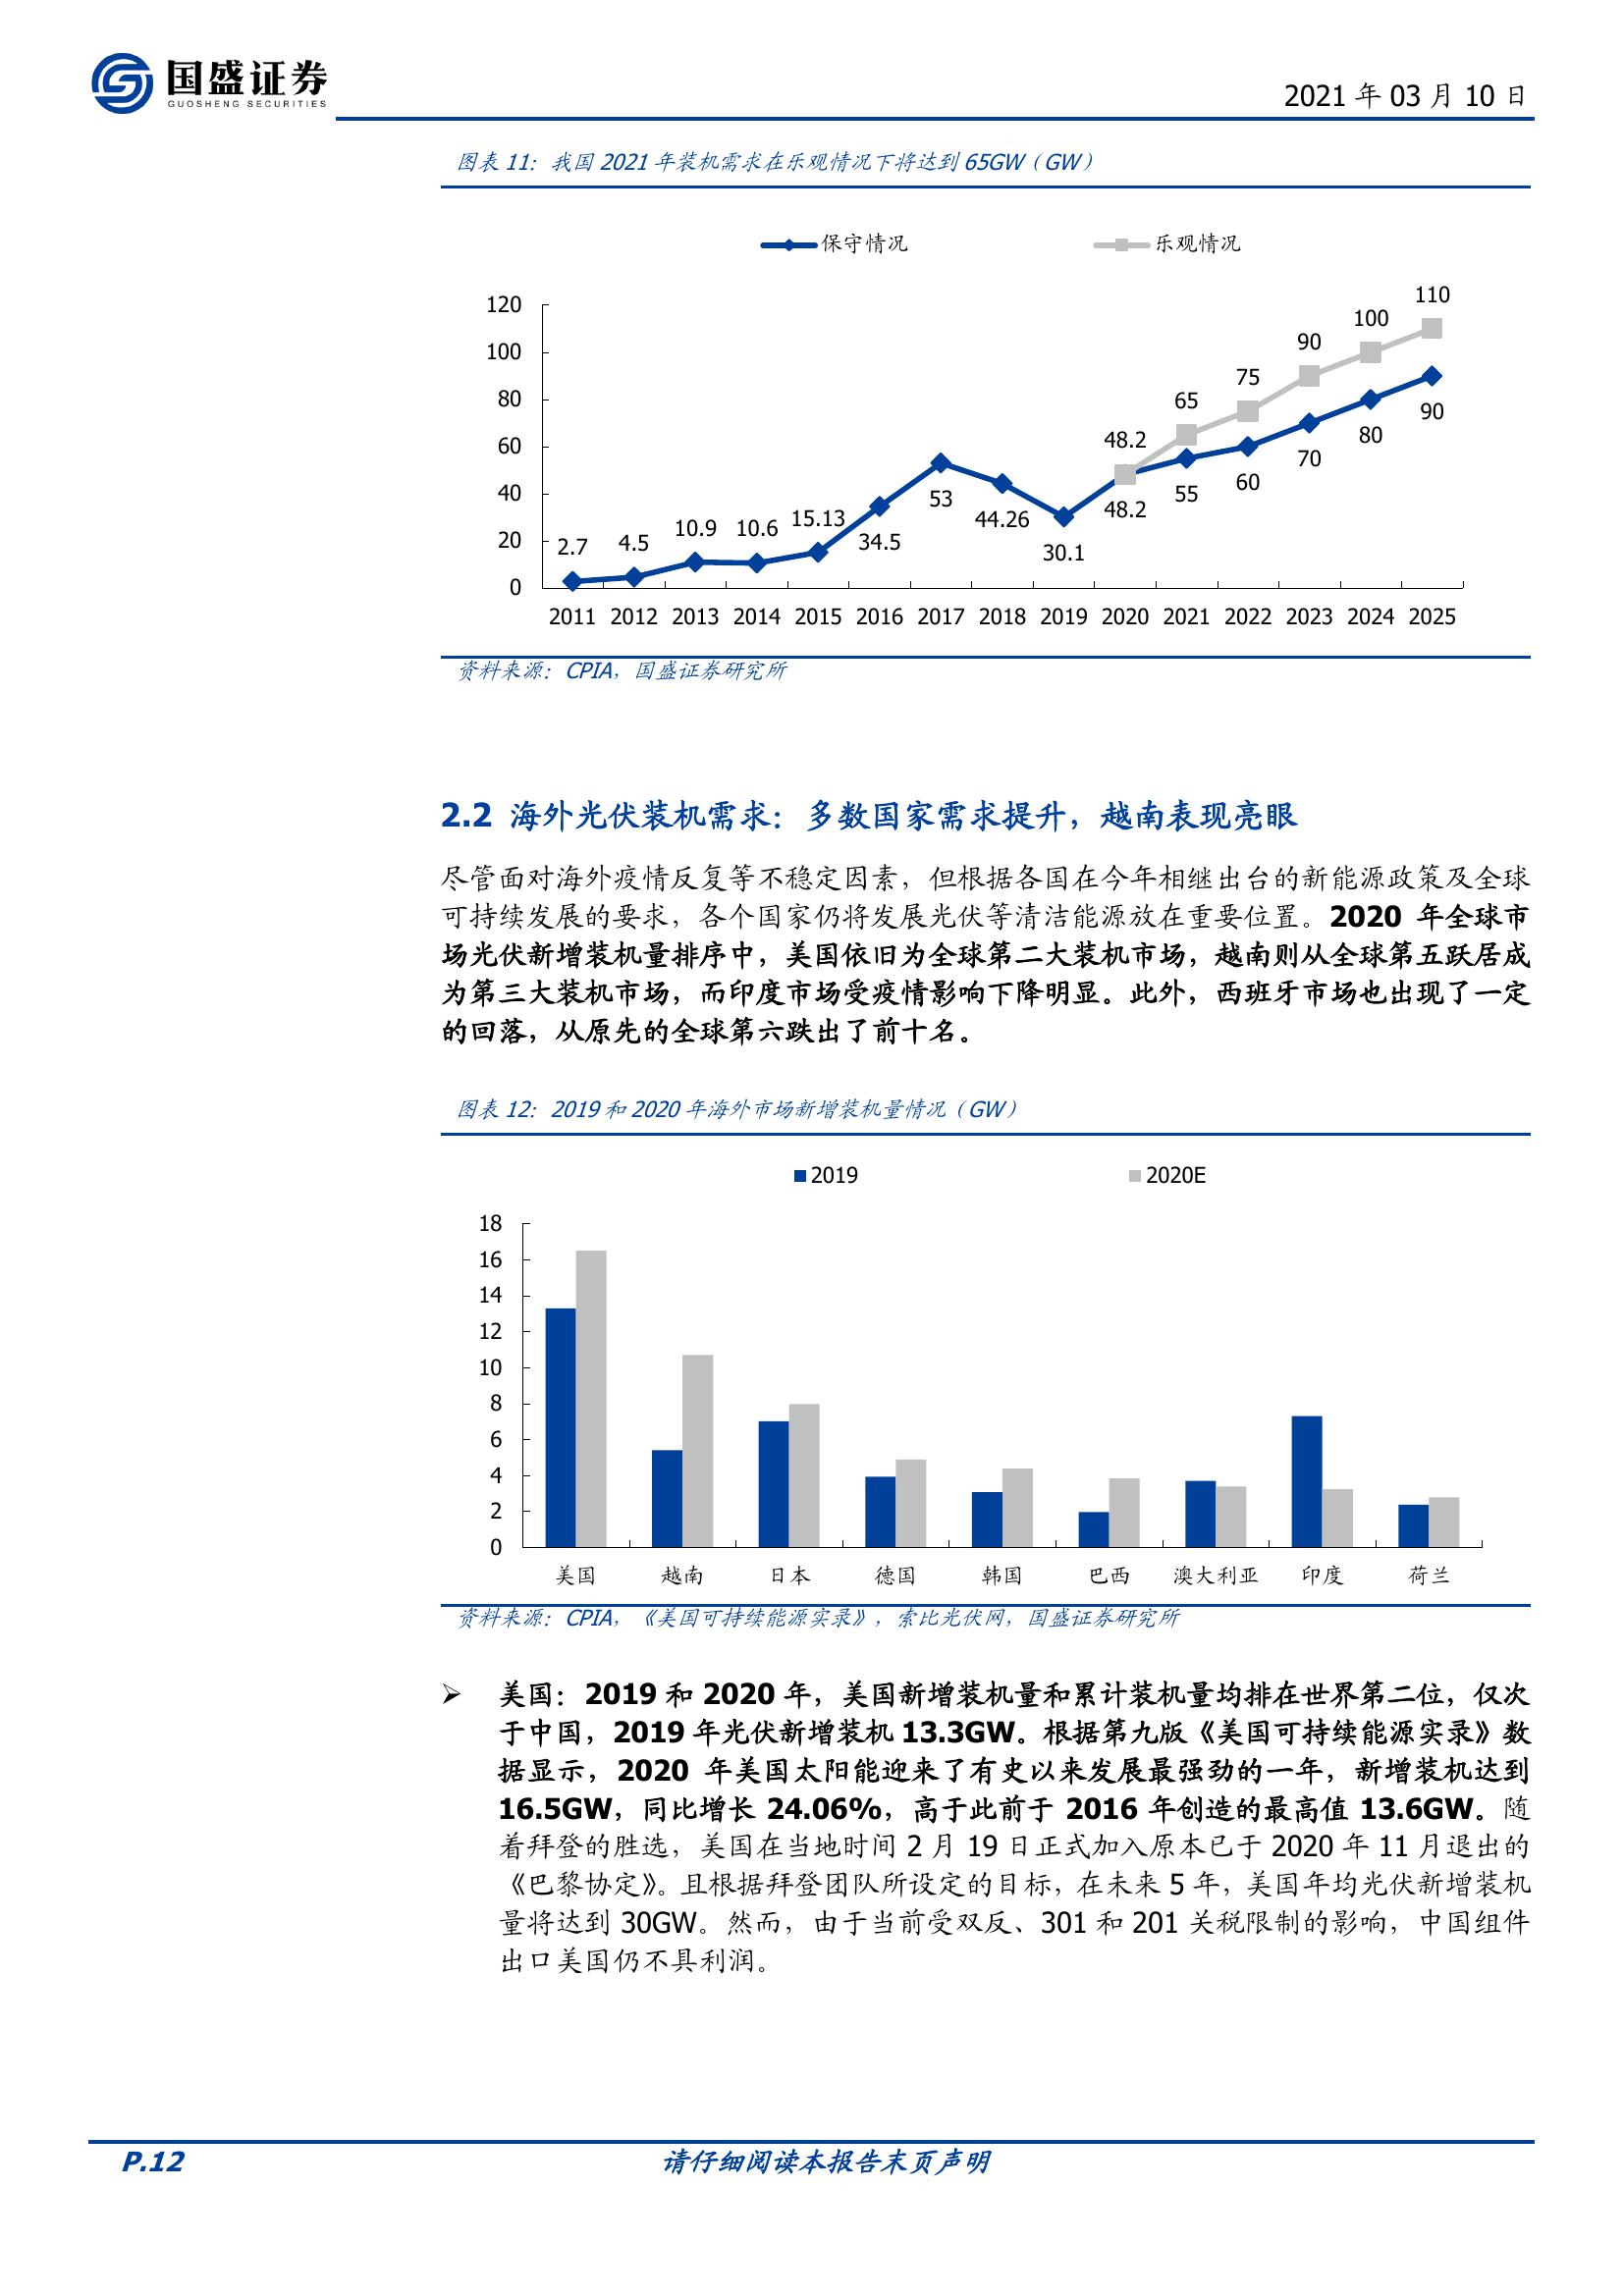 国盛证券
GUOSHENG SECURITIES
2021 年 03 月 10 日
图表 11：我国 2021 年装机需求在乐观情况下将达到 65GW（GW）
保守情况 乐观情况
120
100
80
60
40
20
0
2.7 4.5 10.9 10.6 15.13 34.5 53 44.26 30.1 48.2 55 60 70 80 90
48.2 65 75 90 100 110
2011 2012 2013 2014 2015 2016 2017 2018 2019 2020 2021 2022 2023 2024 2025
资料来源：CPIA，国盛证券研究所
2.2 海外光伏装机需求：多数国家需求提升，越南表现亮眼
尽管面对海外疫情反复等不稳定因素，但根据各国在今年相继出台的新能源政策及全球
可持续发展的要求，各个国家仍将发展光伏等清洁能源放在重要位置。2020 年全球市
场光伏新增装机量排序中，美国依旧为全球第二大装机市场，越南则从全球第五跃居成
为第三大装机市场，而印度市场受疫情影响下降明显。此外，西班牙市场也出现了一定
的回落，从原先的全球第六跌出了前十名。
图表 12：2019 和 2020 年海外市场新增装机量情况（GW）
2019 2020E
18
16
14
12
10
8
6
4
2
0
美国 越南 日本 德国 韩国 巴西 澳大利亚 印度 荷兰
资料来源：CPIA，《美国可持续能源实录》，索比光伏网，国盛证券研究所
➢ 美国：2019 和 2020 年，美国新增装机量和累计装机量均排在世界第二位，仅次
于中国，2019 年光伏新增装机 13.3GW。根据第九版《美国可持续能源实录》数
据显示，2020 年美国太阳能迎来了有史以来发展最强劲的一年，新增装机达到
16.5GW，同比增长 24.06%，高于此前于 2016 年创造的最高值 13.6GW。随
着拜登的胜选，美国在当地时间 2 月 19 日正式加入原本已于 2020 年 11 月退出的
《巴黎协定》。且根据拜登团队所设定的目标，在未来 5 年，美国年均光伏新增装机
量将达到 30GW。然而，由于当前受双反、301 和 201 关税限制的影响，中国组件
出口美国仍不具利润。
P.12
请仔细阅读本报告末页声明